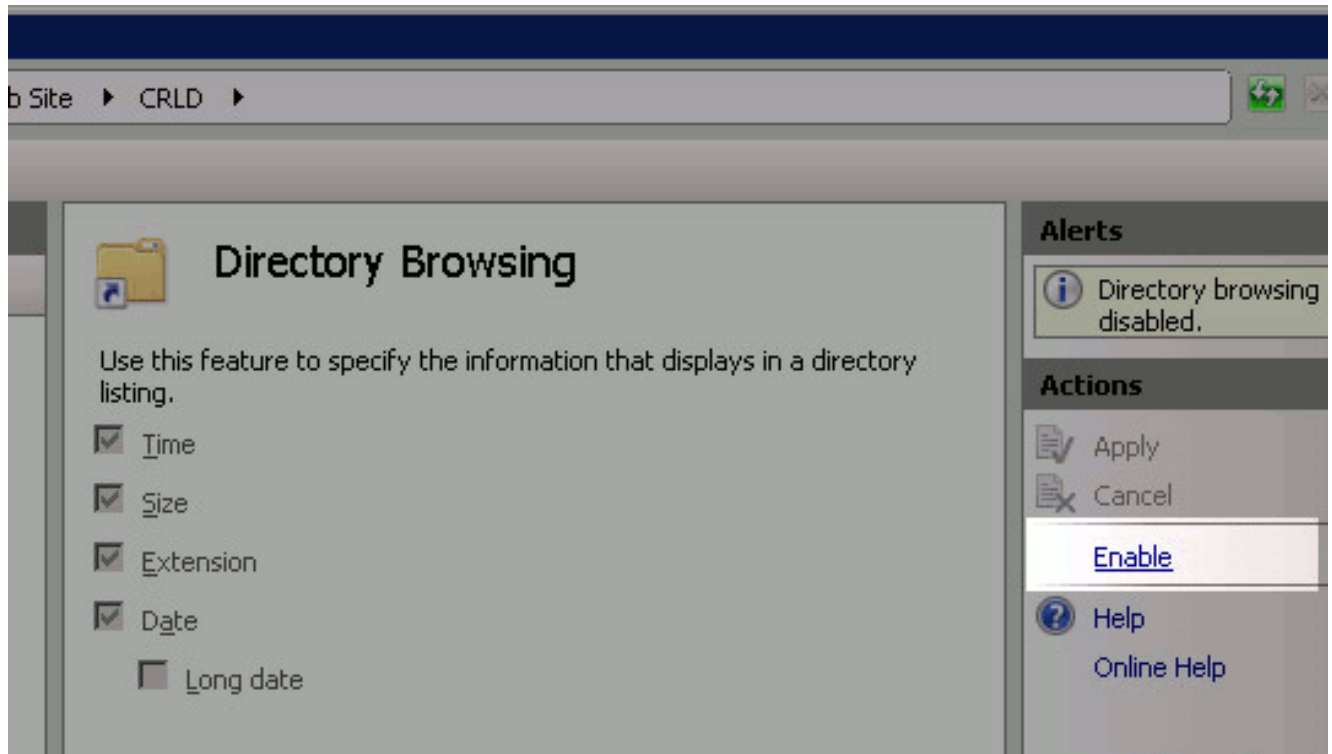 b Site ▸ CRLD ▸
Directory Browsing
Use this feature to specify the information that displays in a directory
listing.
Time
Size
Extension
Date
Long date
Alerts
Directory browsing
disabled.
Actions
Apply
Cancel
Enable
Help
Online Help